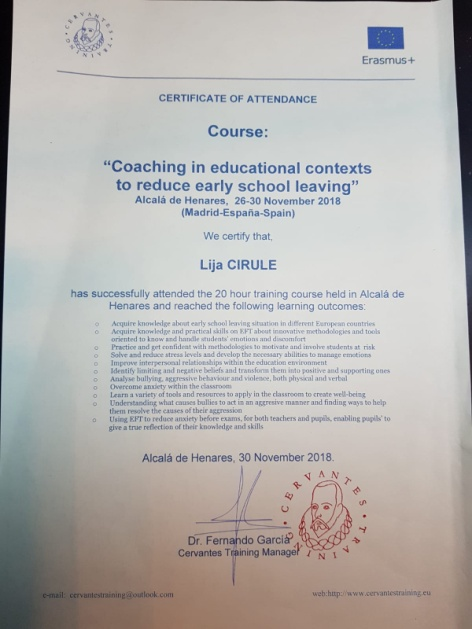 CERVANTES TRAINING
Erasmus+
CERTIFICATE OF ATTENDANCE
Course:
“Coaching in educational contexts
to reduce early school leaving”
Alcalá de Henares, 26-30 November 2018
(Madrid-España-Spain)
We certify that,
Lija CIRULE
has successfully attended the 20 hour training course held in Alcalá de
Henares and reached the following learning outcomes:
o Acquire knowledge about early school leaving situation in different European countries
o Acquire knowledge and practical skills on EFT about innovative methodologies and tools
oriented to know and handle students' emotions and discomfort
o Practice and get confident with methodologies to motivate and involve students at risk
o Solve and reduce stress levels and develop the necessary abilities to manage emotions
o Improve interpersonal relationships within the education environment
o Identify limiting and negative beliefs and transform them into positive and supporting ones
o Analyse bullying, aggressive behaviour and violence, both physical and verbal
o Overcome anxiety within the classroom
o Learn a variety of tools and resources to apply in the classroom to create well-being
o Understanding what causes bullies to act in an aggresive manner and finding ways to help
them resolve the causes of their aggression
o Using EFT to reduce anxiety before exams, for both teachers and pupils, enabling pupils' to
give a true reflection of their knowledge and skills
Alcalá de Henares, 30 November 2018.
Dr. Fernando García
Cervantes Training Manager
CERVANTES TRAINING
e-mail: cervantestraining@outlook.com
web:http://www.cervantestraining.eu